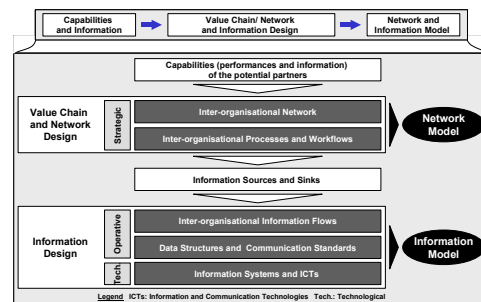 Capabilities
and Information
Value Chain/ Network
and Information Design
Network and
Information Model
Capabilities (performances and information)
of the potential partners
Value Chain
and Network
Design
Strategic
Inter-organisational Network
Inter-organisational Processes and Workflows
Network
Model
Information Sources and Sinks
Information
Design
Operative
Tech.
Inter-organisational Information Flows
Data Structures and Communication Standards
Information Systems and ICTs
Information
Model
Legend ICTs: Information and Communication Technologies Tech.: Technological